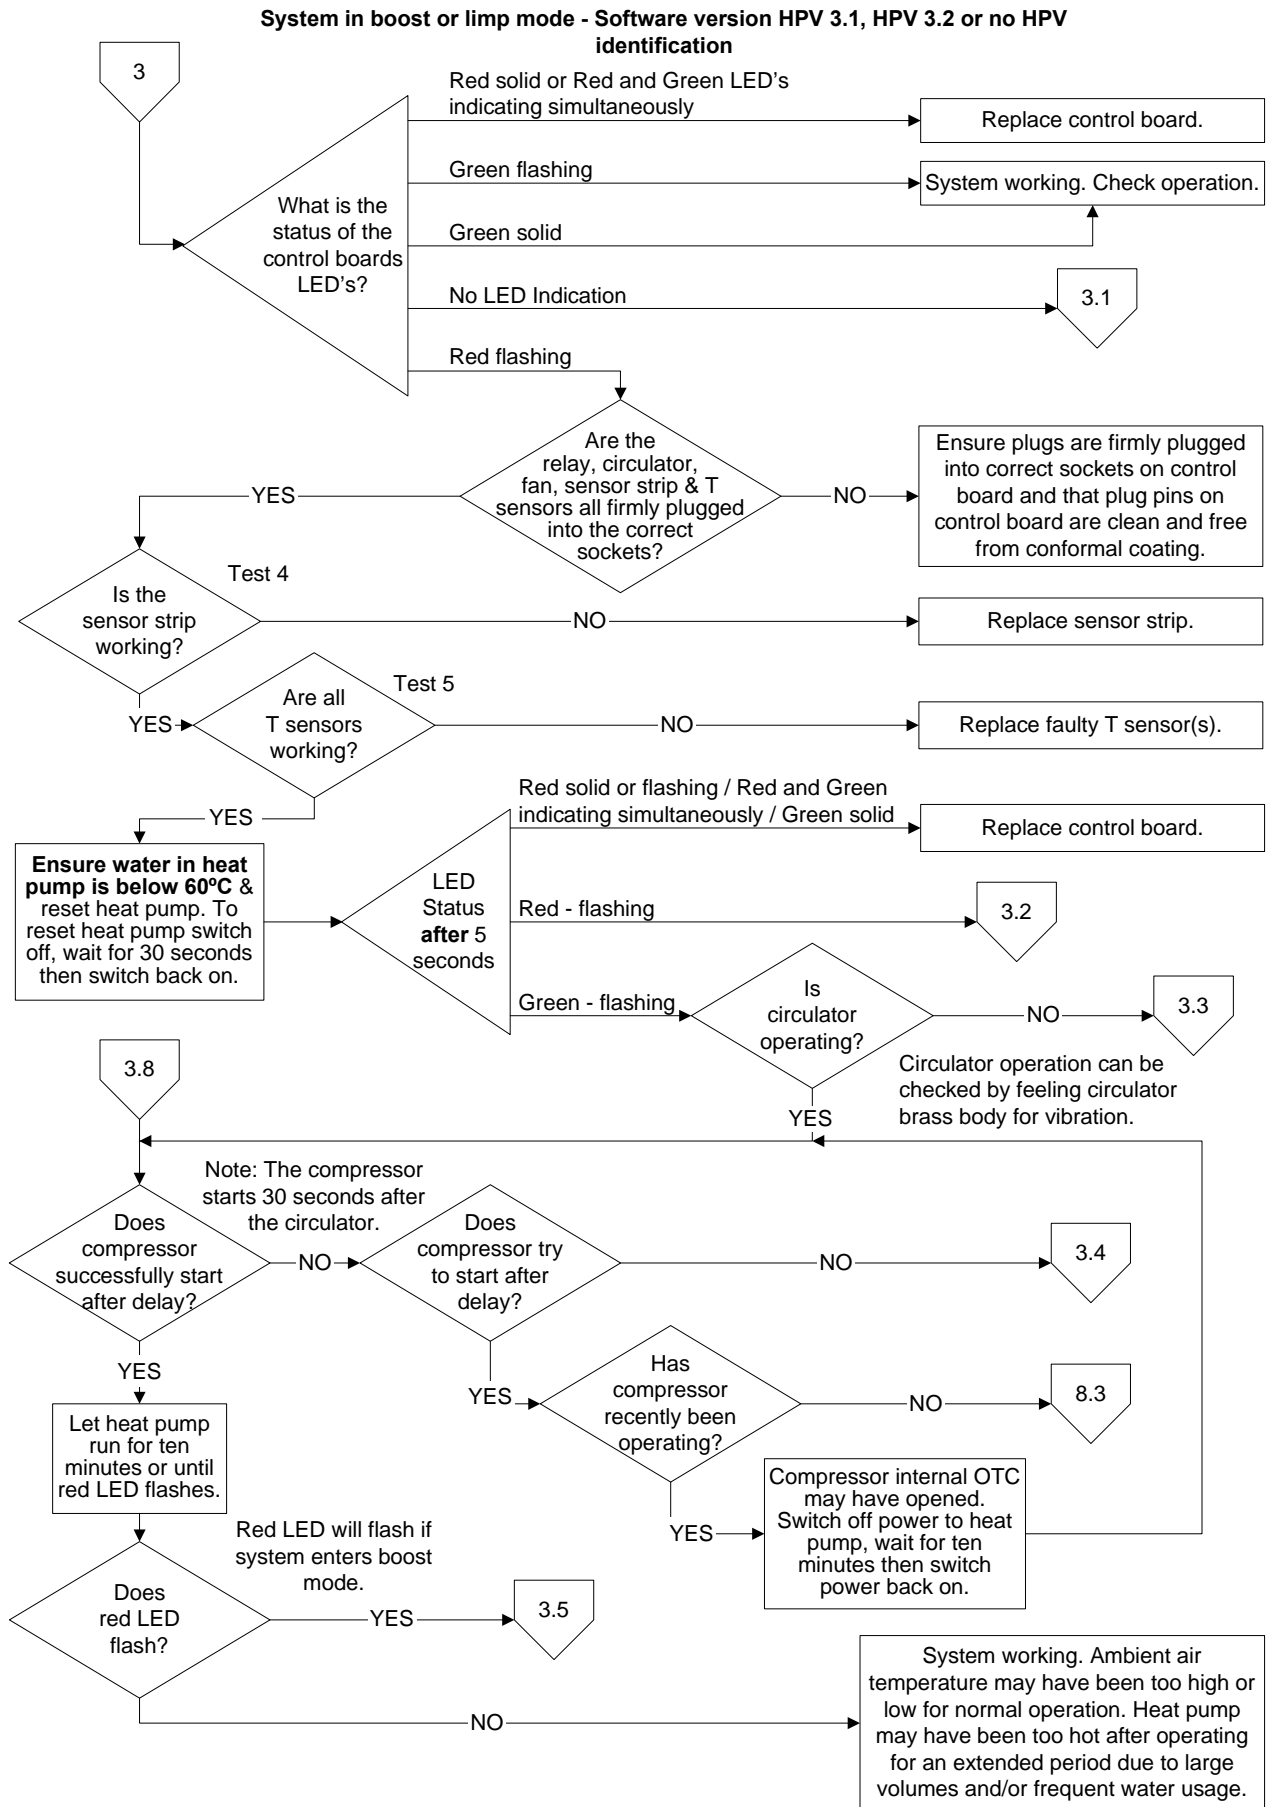 System in boost or limp mode - Software version HPV 3.1, HPV 3.2 or no HPV
identification
3
Red solid or Red and Green LED's
indicating simultaneously
Replace control board.
What is the
status of the
control boards
LED's?
Green flashing
System working. Check operation.
Green solid
No LED Indication
3.1
Red flashing
Are the
relay, circulator,
fan, sensor strip & T
sensors all firmly plugged
into the correct
sockets?
YES
NO
Ensure plugs are firmly plugged
into correct sockets on control
board and that plug pins on
control board are clean and free
from conformal coating.
Test 4
Is the
sensor strip
working?
NO
Replace sensor strip.
YES
Test 5
Are all
T sensors
working?
NO
Replace faulty T sensor(s).
YES
Ensure water in heat
pump is below 60ºC &
reset heat pump. To
reset heat pump switch
off, wait for 30 seconds
then switch back on.
LED
Status
after 5
seconds
Red solid or flashing / Red and Green
indicating simultaneously / Green solid
Replace control board.
Red - flashing
3.2
Green - flashing
Is
circulator
operating?
NO
3.3
Circulator operation can be
checked by feeling circulator
brass body for vibration.
YES
3.8
Note: The compressor
starts 30 seconds after
the circulator.
Does
compressor
successfully start
after delay?
NO
Does
compressor try
to start after
delay?
NO
3.4
YES
YES
Has
compressor
recently been
operating?
NO
8.3
Let heat pump
run for ten
minutes or until
red LED flashes.
YES
Compressor internal OTC
may have opened.
Switch off power to heat
pump, wait for ten
minutes then switch
power back on.
Red LED will flash if
system enters boost
mode.
Does
red LED
flash?
YES
3.5
NO
System working. Ambient air
temperature may have been too high or
low for normal operation. Heat pump
may have been too hot after operating
for an extended period due to large
volumes and/or frequent water usage.